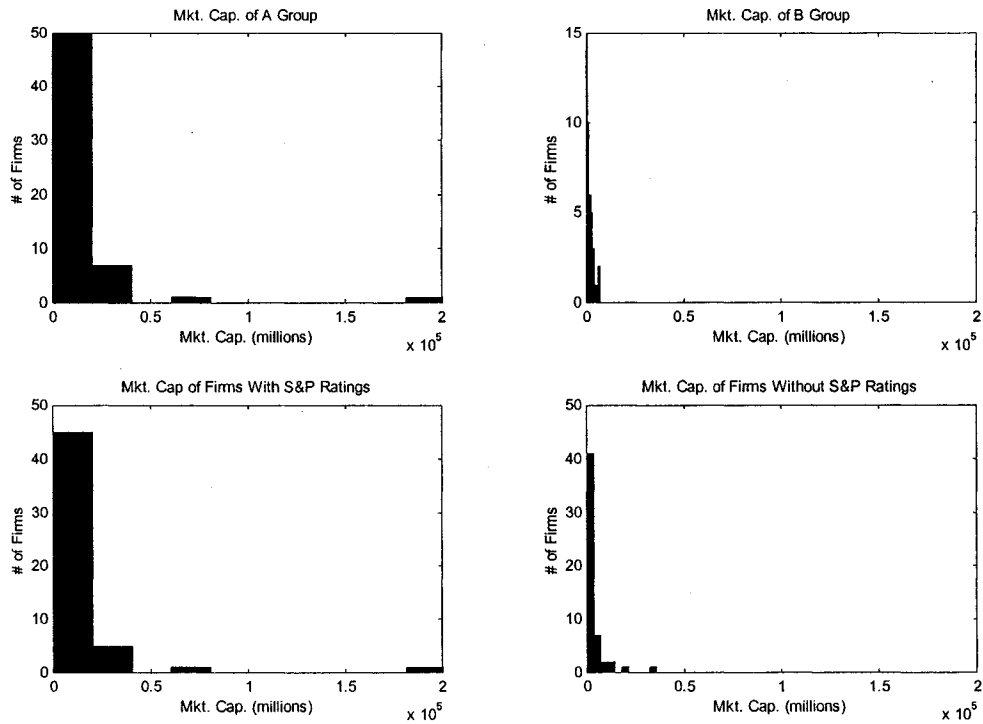 Mkt. Cap. of A Group
50
40
30
20
10
0
# of Firms
0 0.5 1 1.5 2
Mkt. Cap. (millions)
x 10^5
Mkt. Cap. of B Group
15
10
5
0
# of Firms
0 0.5 1 1.5 2
Mkt. Cap. (millions)
x 10^5
Mkt. Cap of Firms With S&P Ratings
50
40
30
20
10
0
# of Firms
0 0.5 1 1.5 2
Mkt. Cap. (millions)
x 10^5
Mkt. Cap. of Firms Without S&P Ratings
50
40
30
20
10
0
# of Firms
0 0.5 1 1.5 2
Mkt. Cap. (millions)
x 10^5